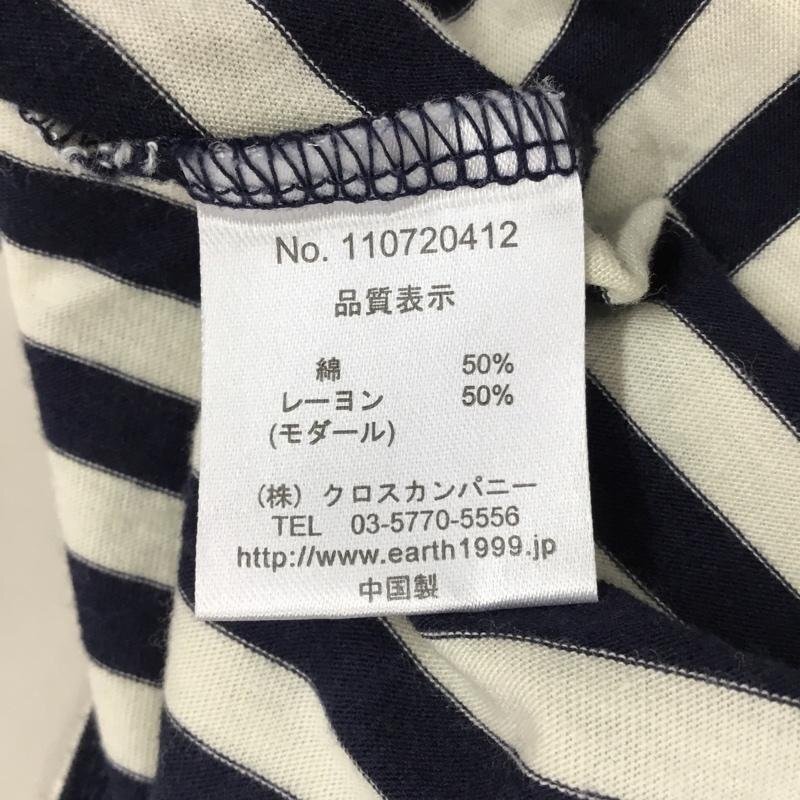 No. 110720412
品質表示
綿 50%
レーヨン 50%
(モダール)
(株) クロスカンパニー
TEL 03-5770-5556
http://www.earth1999.jp
中国製